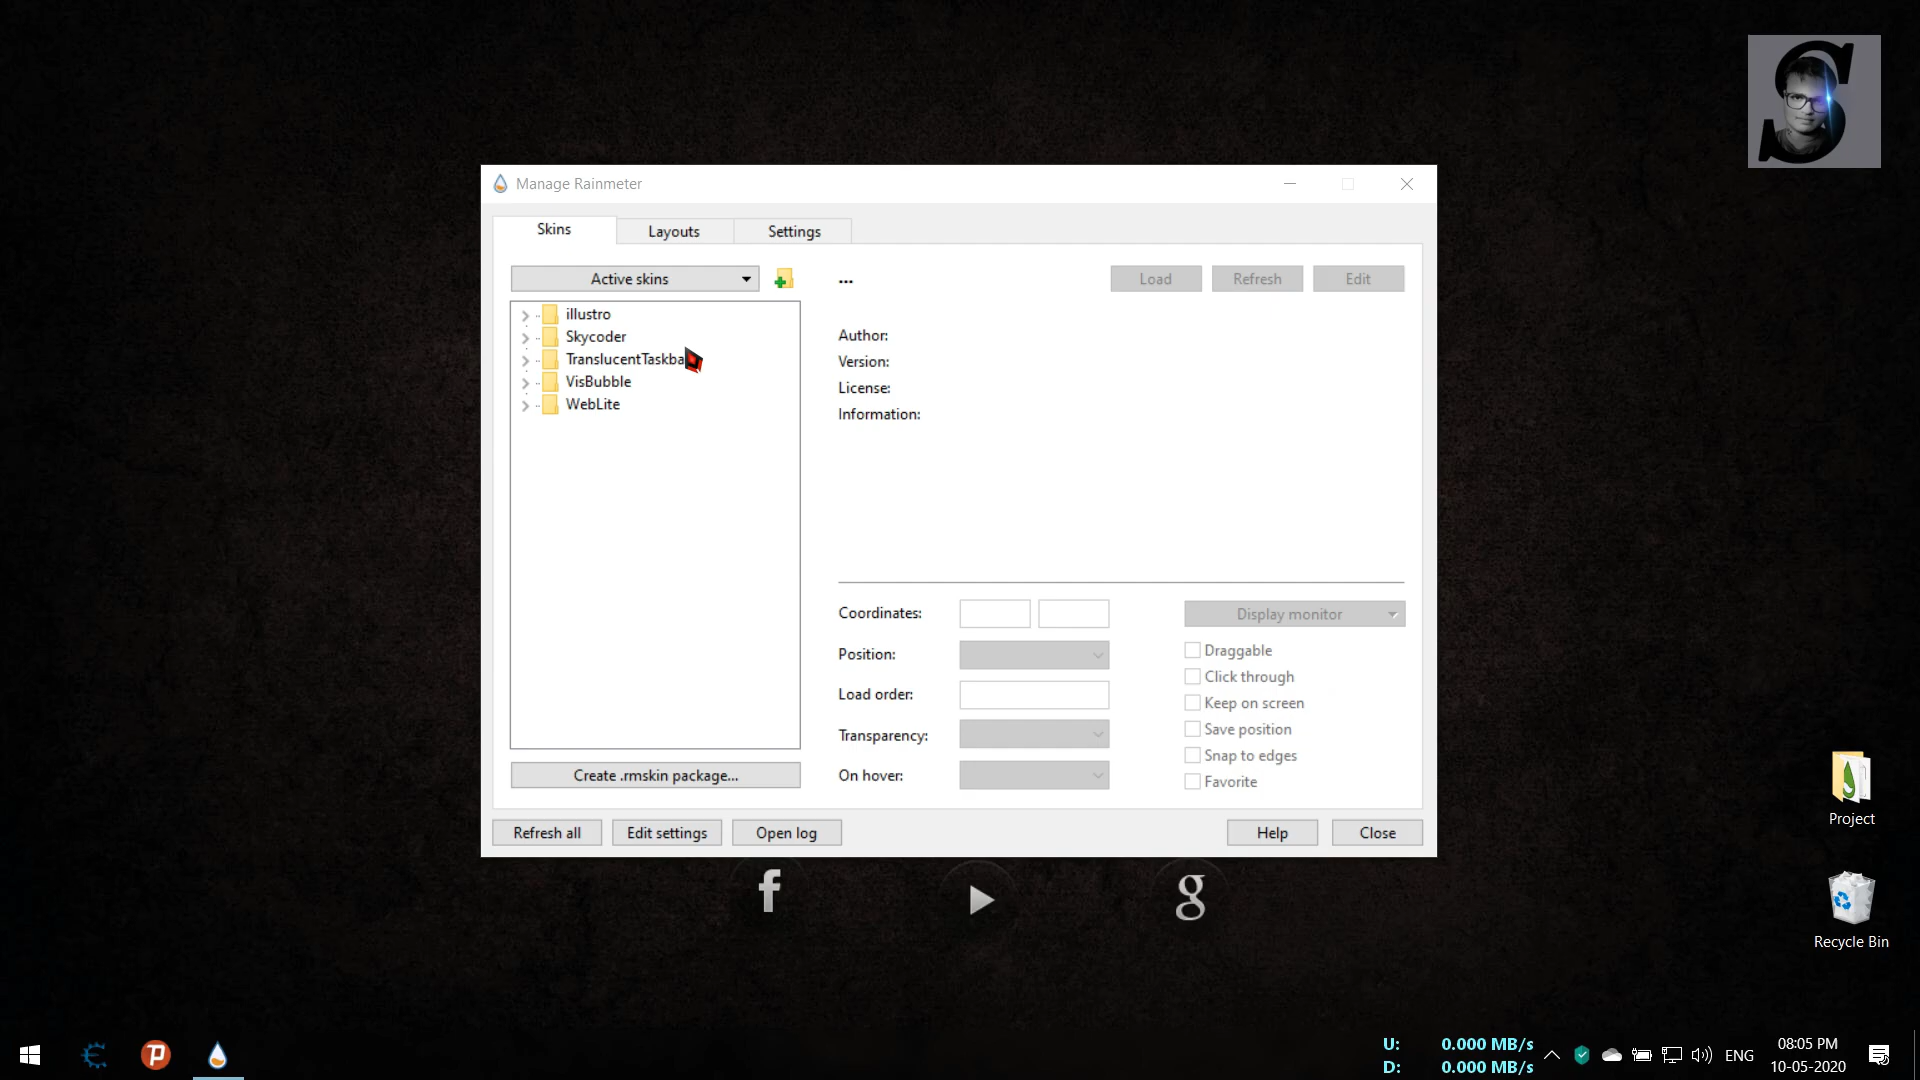 Manage Rainmeter
Skins
Layouts
Settings
Active skins
...
Load
Refresh
Edit
illustro
Skycoder
TranslucentTaskba
VisBubble
WebLite
Author:
Version:
License:
Information:
Coordinates:
Display monitor
Position:
Draggable
Click through
Load order:
Keep on screen
Transparency:
Save position
Snap to edges
On hover:
Favorite
Create .rmskin package...
Refresh all
Edit settings
Open log
Help
Close
f
g
S
Project
Recycle Bin
U: 0.000 MB/s
D: 0.000 MB/s
ENG
08:05 PM
10-05-2020